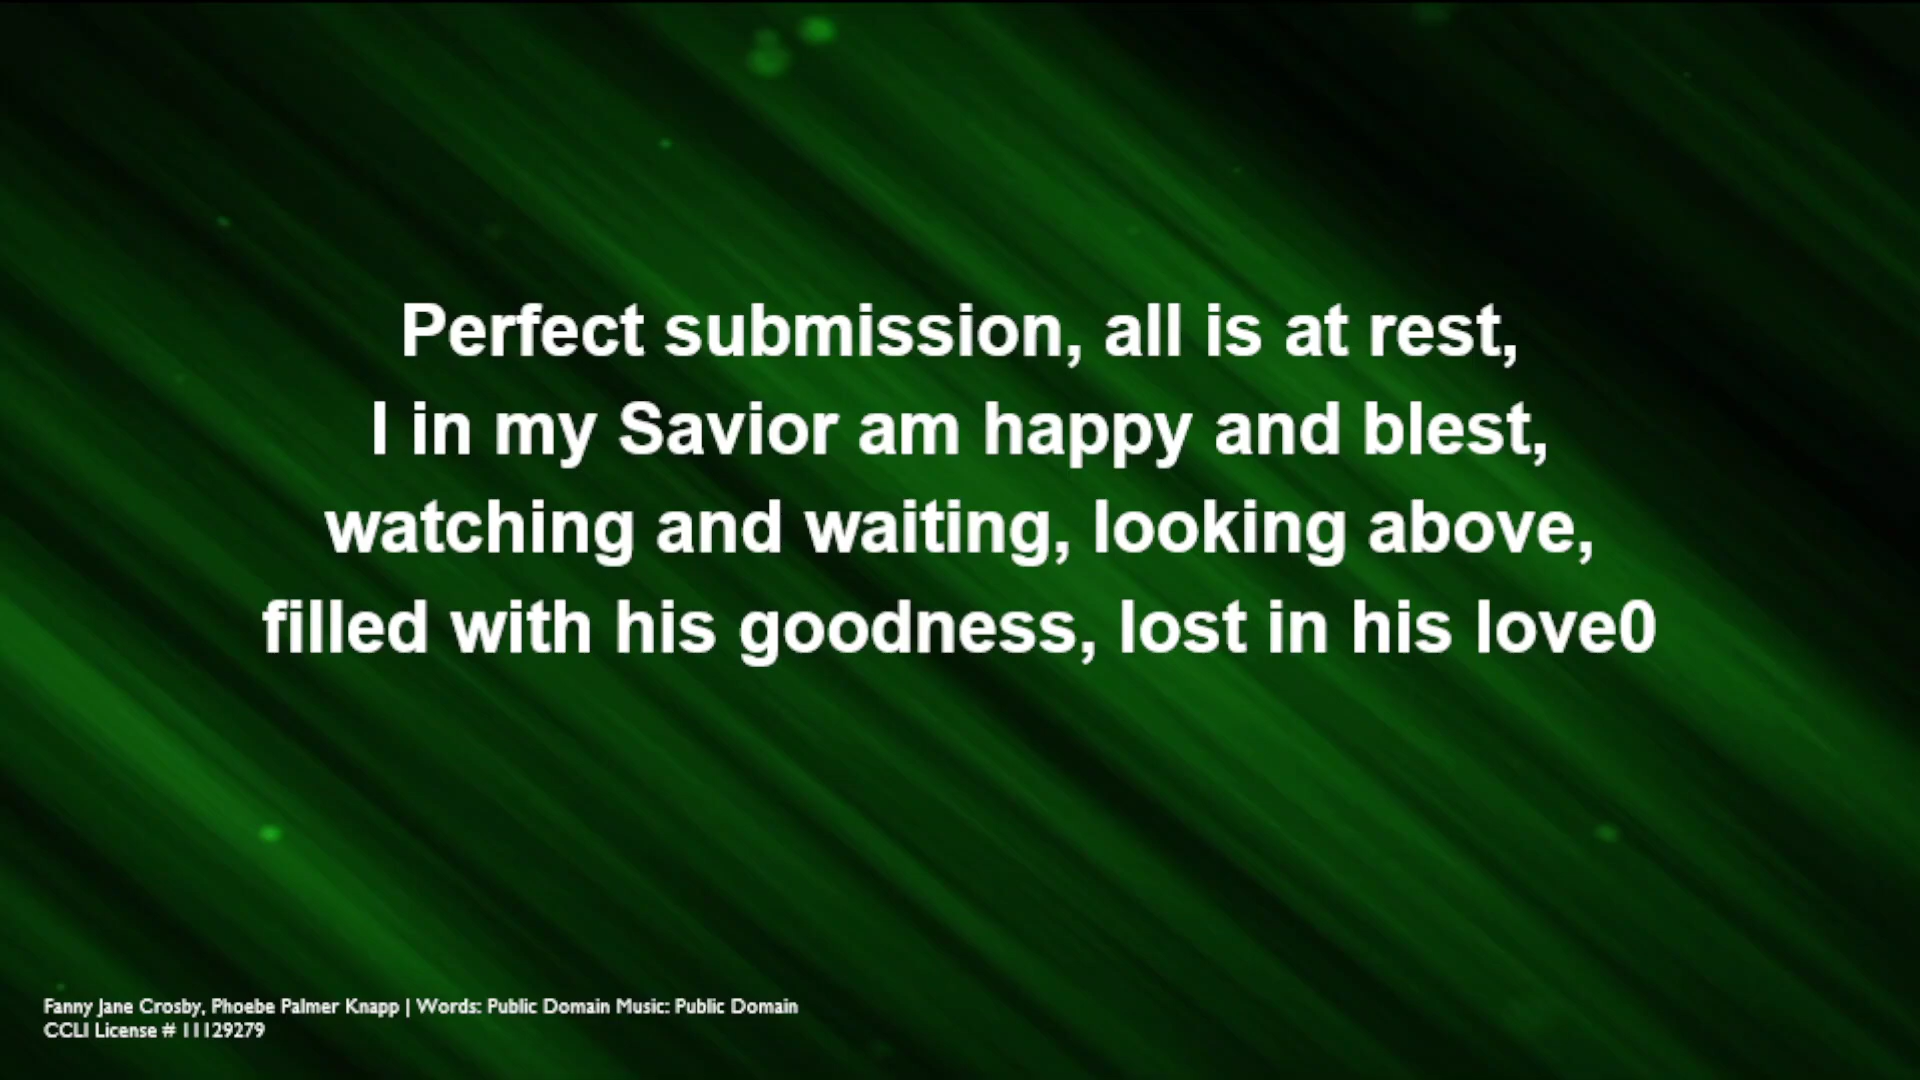 Perfect submission, all is at rest,
I in my Savior am happy and blest,
watching and waiting, looking above,
filled with his goodness, lost in his love0
Fanny Jane Crosby, Phoebe Palmer Knapp | Words: Public Domain Music: Public Domain
CCLI License # 11129279